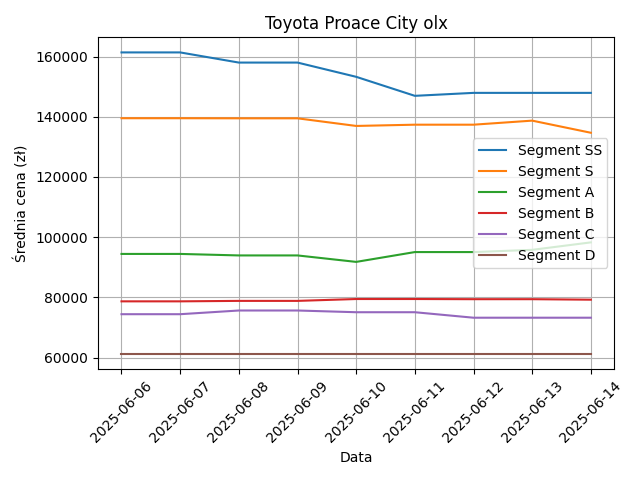 Toyota Proace City olx
160000
140000
120000
100000
80000
60000
Średnia cena (zł)
Segment SS
Segment S
Segment A
Segment B
Segment C
Segment D
2025-06-06
2025-06-07
2025-06-08
2025-06-09
2025-06-10
2025-06-11
2025-06-12
2025-06-13
2025-06-14
Data